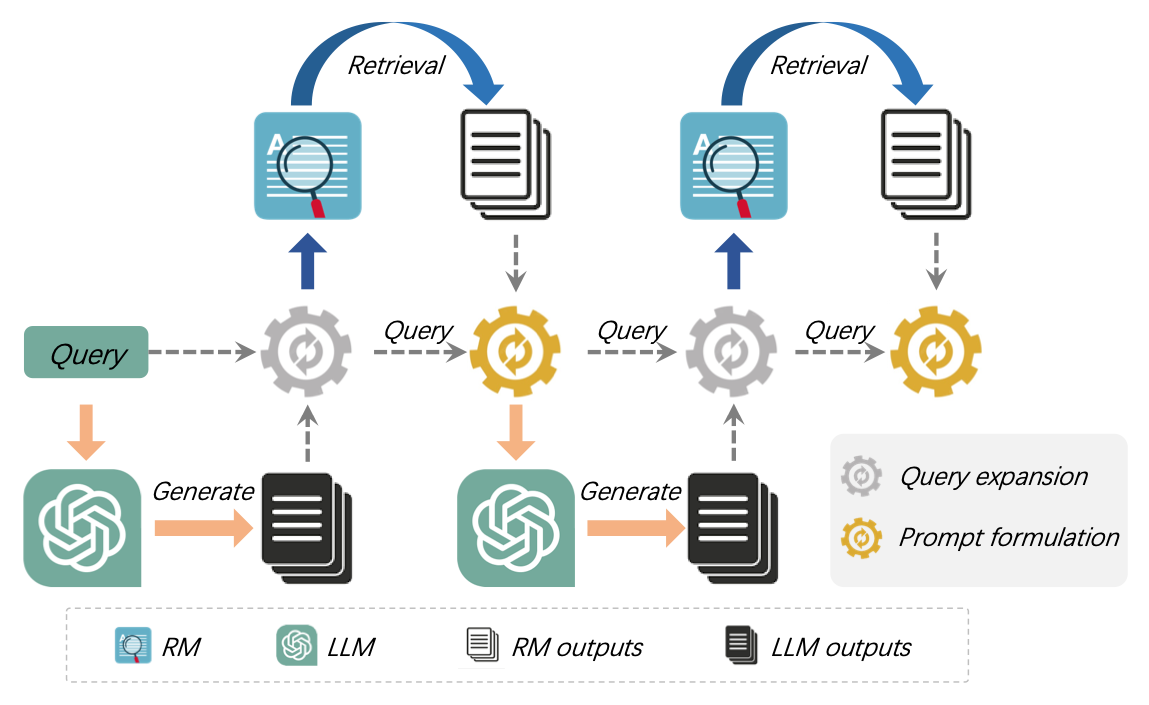 Retrieval
Retrieval
A
A
Query
Query
Query
Query
Generate
Generate
Query expansion
Prompt formulation
RM
LLM
RM outputs
LLM outputs